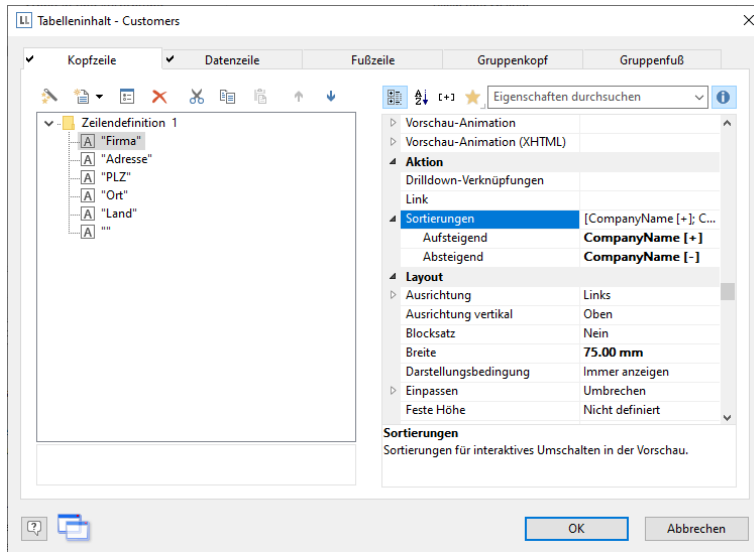 LL Tabelleninhalt - Customers
Kopfzeile Datenzeile Fußzeile Gruppenkopf Gruppenfuß
Eigenschaften durchsuchen
Zeilendefinition 1
A "Firma"
A "Adresse"
A "PLZ"
A "Ort"
A "Land"
A ""
Vorschau-Animation
Vorschau-Animation (XHTML)
Aktion
Drilldown-Verknüpfungen
Link
Sortierungen [CompanyName [+]; C...
Aufsteigend CompanyName [+]
Absteigend CompanyName [-]
Layout
Ausrichtung Links
Ausrichtung vertikal Oben
Blocksatz Nein
Breite 75.00 mm
Darstellungsbedingung Immer anzeigen
Einpassen Umbrechen
Feste Höhe Nicht definiert
Sortierungen
Sortierungen für interaktives Umschalten in der Vorschau.
OK Abbrechen